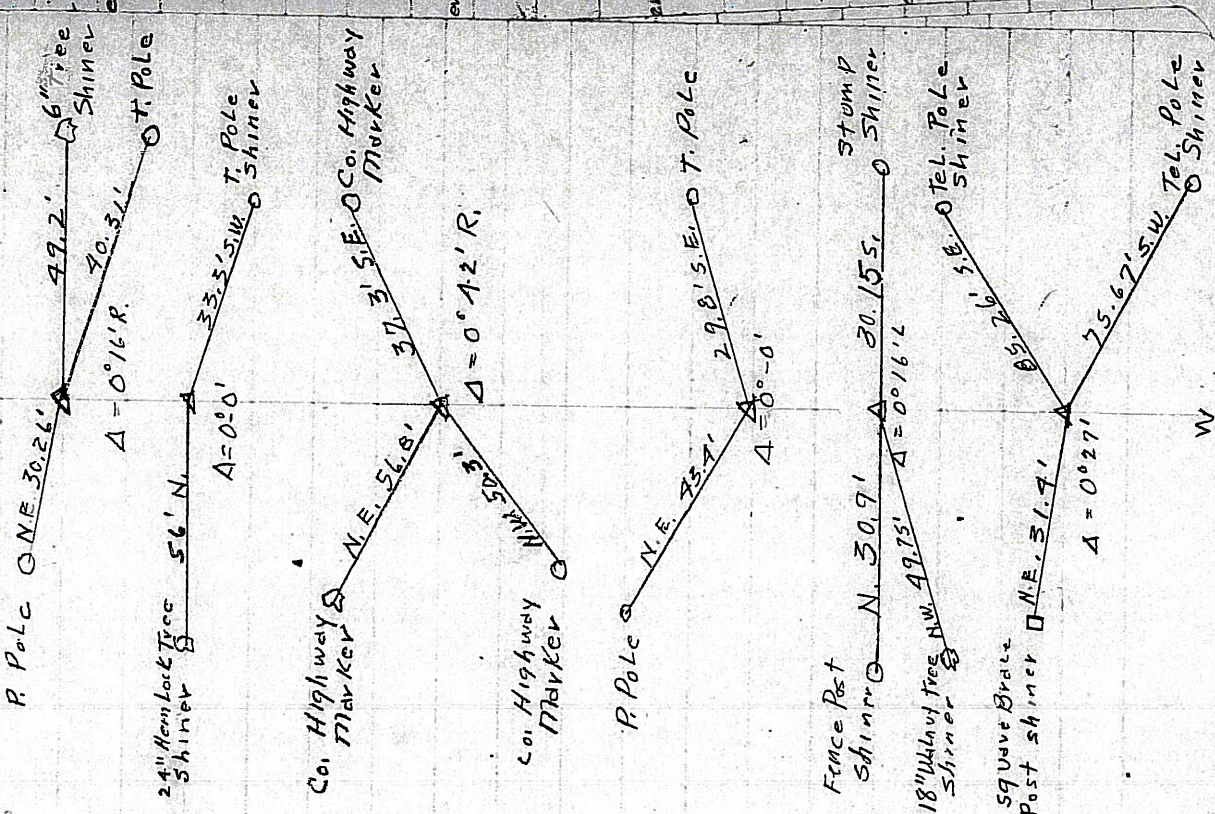 6" Tree
Shiner
P. Pole
N.E. 30.26'
49.2'
40.31'
T. Pole
Δ = 0°16' R.
24" HemLock Tree
Shiner
56' N.
33.3' S.W.
T. Pole
Shiner
Δ = 0°-0'
Co. Highway
Marker
N.E. 56.8'
37.3' S.E.
Co. Highway
Marker
Δ = 0°42' R.
N.W. 50.3'
Co. Highway
Marker
P. Pole
N.E. 43.4'
29.8' S.E.
T. Pole
Δ = 0°-0'
Fence Post
Shiner
N. 30.9'
30.15 S.
Stump
Shiner
Δ = 0°16' L
18" Walnut Tree
Shiner
N.W. 49.75'
85.26' S.E.
Tel. Pole
Shiner
Square Brace
Post Shiner
N.E. 31.4'
75.67' S.W.
Tel. Pole
Shiner
Δ = 0°27'
W